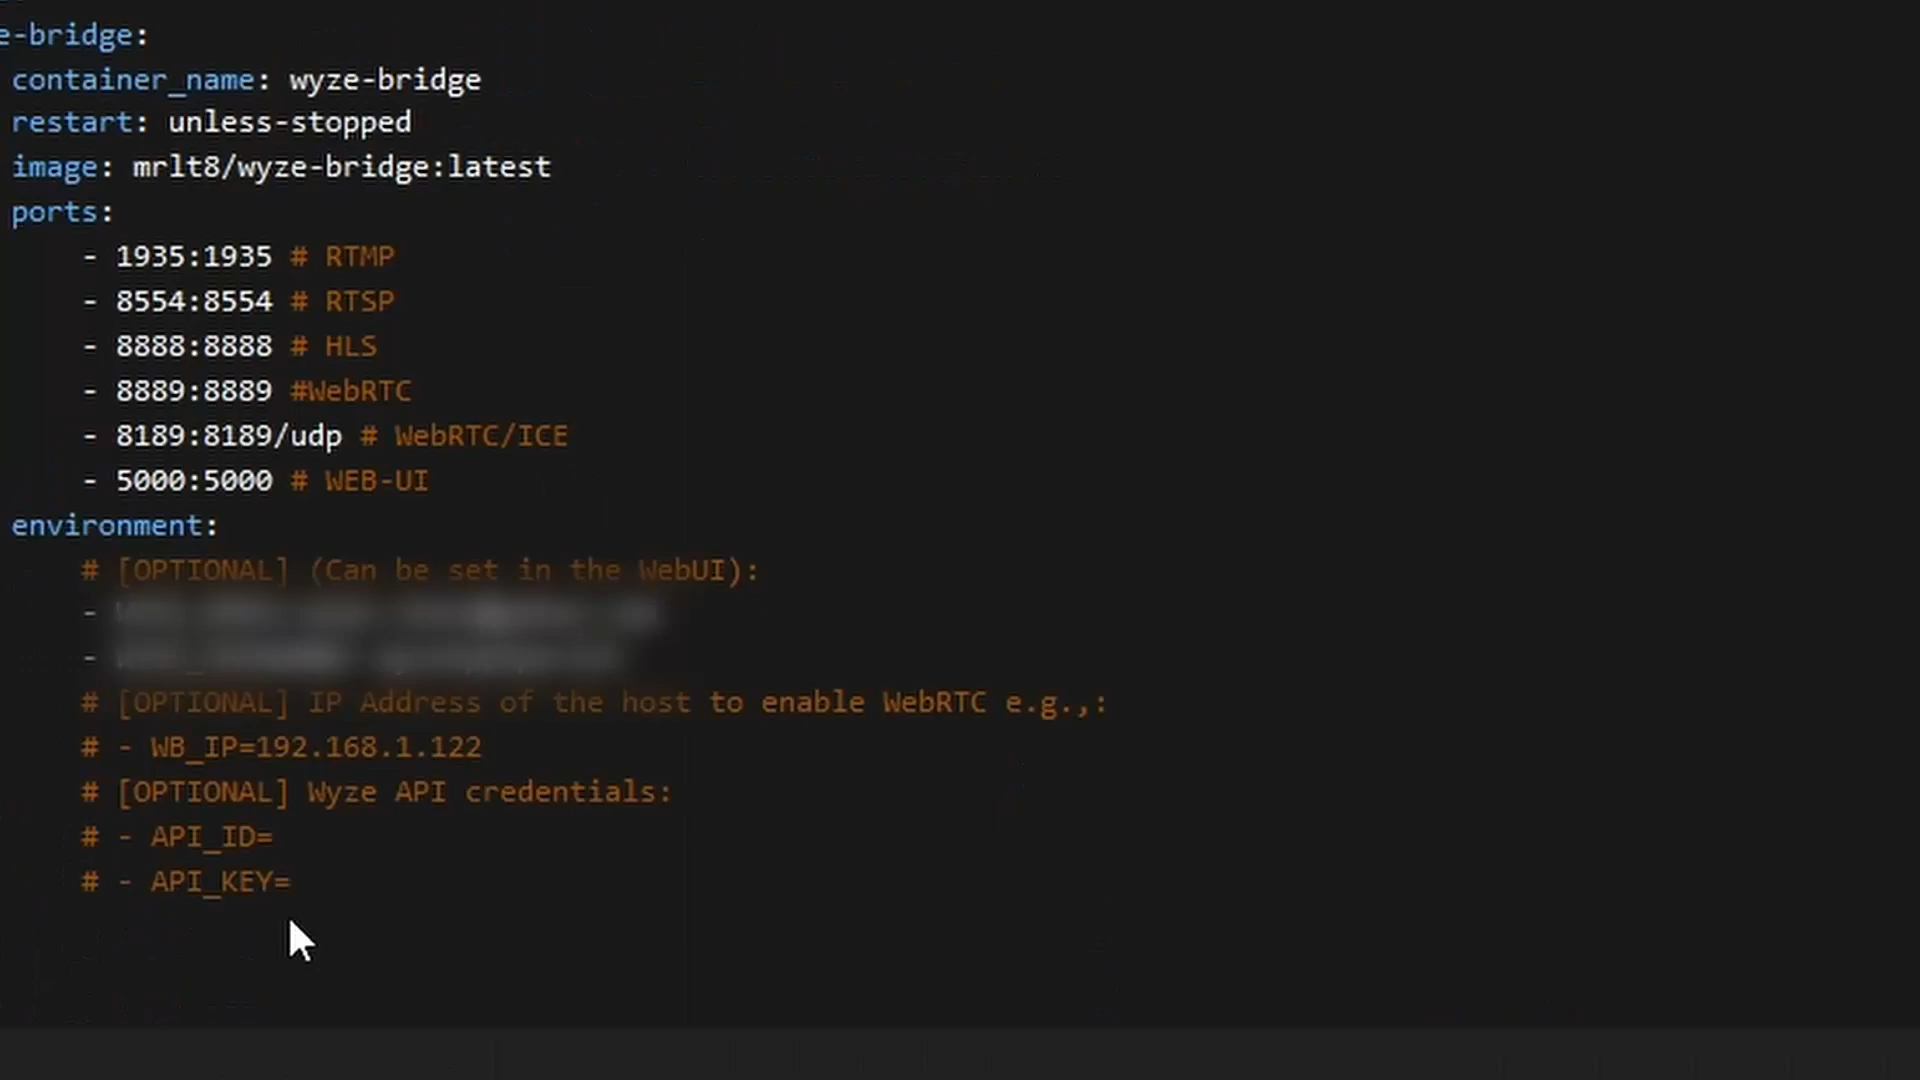 e-bridge:
container_name: wyze-bridge
restart: unless-stopped
image: mrlt8/wyze-bridge:latest
ports:
- 1935:1935 # RTMP
- 8554:8554 # RTSP
- 8888:8888 # HLS
- 8889:8889 #WebRTC
- 8189:8189/udp # WebRTC/ICE
- 5000:5000 # WEB-UI
environment:
# [OPTIONAL] (Can be set in the WebUI):
-
-
# [OPTIONAL] IP Address of the host to enable WebRTC e.g.,:
# - WB_IP=192.168.1.122
# [OPTIONAL] Wyze API credentials:
# - API_ID=
# - API_KEY=